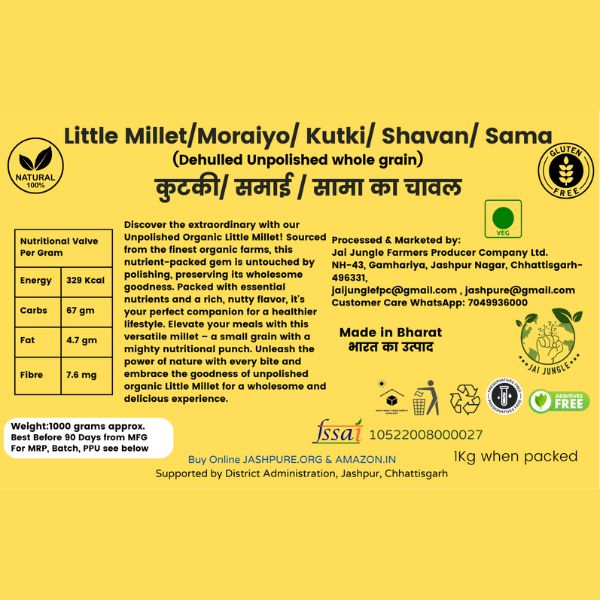 Little Millet/Moraiyo/ Kutki/ Shavan/ Sama
(Dehulled Unpolished whole grain)
कुटकी/ समाई / सामा का चावल
NATURAL
100%
GLUTEN
FREE
VEG
Nutritional Valve
Per Gram
Energy 329 Kcal
Carbs 67 gm
Fat 4.7 gm
Fibre 7.6 mg
Discover the extraordinary with our
Unpolished Organic Little Millet! Sourced
from the finest organic farms, this
nutrient-packed gem is untouched by
polishing, preserving its wholesome
goodness. Packed with essential
nutrients and a rich, nutty flavor, it's
your perfect companion for a healthier
lifestyle. Elevate your meals with this
versatile millet – a small grain with a
mighty nutritional punch. Unleash the
power of nature with every bite and
embrace the goodness of unpolished
organic Little Millet for a wholesome and
delicious experience.
Processed & Marketed by:
Jai Jungle Farmers Producer Company Ltd.
NH-43, Gamhariya, Jashpur Nagar, Chhattisgarh-
496331,
jaijunglefpc@gmail.com , jashpure@gmail.com
Customer Care WhatsApp: 7049936000
Made in Bharat
भारत का उत्पाद
JAI JUNGLE
ADDITIVES
FREE
Weight:1000 grams approx.
Best Before 90 Days from MFG
For MRP, Batch, PPU see below
fssai 10522008000027
1Kg when packed
Buy Online JASHPURE.ORG & AMAZON.IN
Supported by District Administration, Jashpur, Chhattisgarh